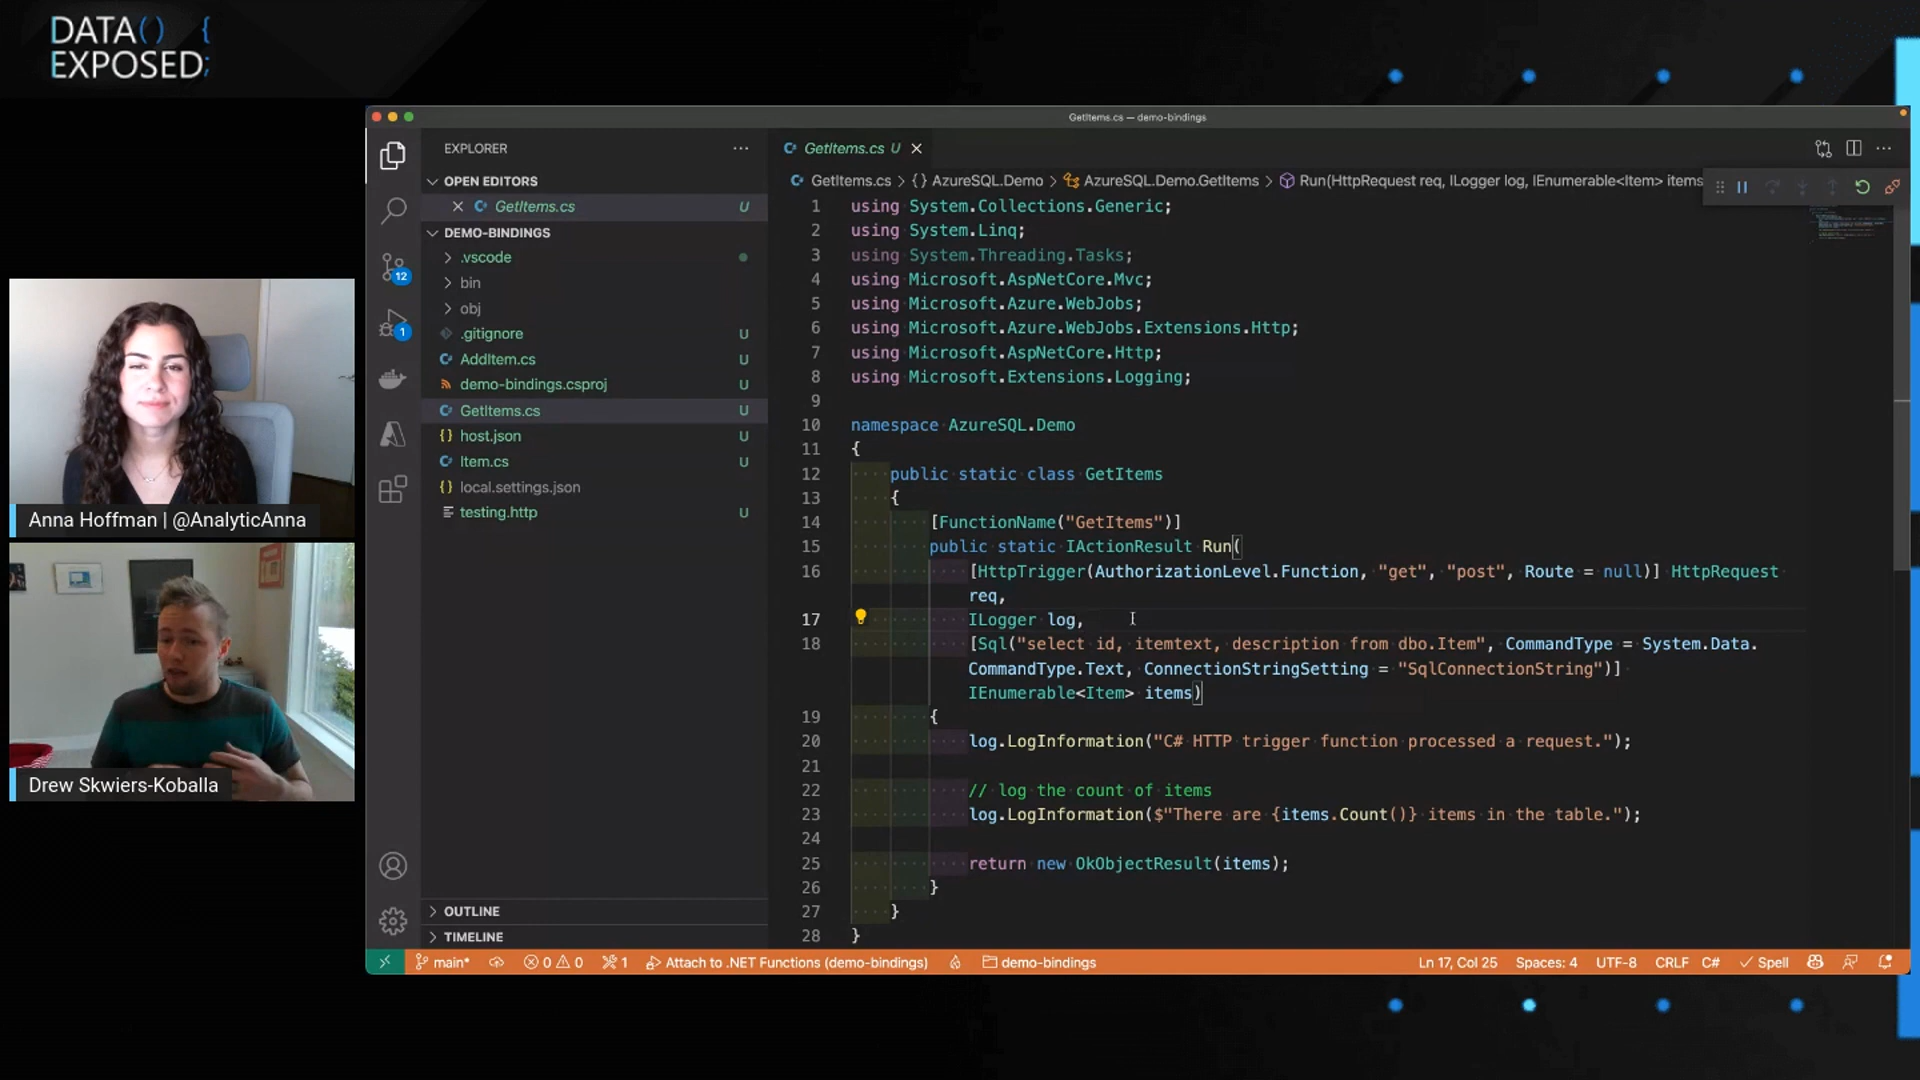 DATA() {
EXPOSED;
GetItems.cs — demo-bindings
EXPLORER
OPEN EDITORS
GetItems.cs U
DEMO-BINDINGS
.vscode
bin
obj
.gitignore U
AddItem.cs U
demo-bindings.csproj U
GetItems.cs U
host.json U
Item.cs U
local.settings.json
testing.http U
OUTLINE
TIMELINE
12
1
GetItems.cs U
GetItems.cs > {} AzureSQL.Demo > AzureSQL.Demo.GetItems > Run(HttpRequest req, ILogger log, IEnumerable<Item> items
1 using System.Collections.Generic;
2 using System.Linq;
3 using System.Threading.Tasks;
4 using Microsoft.AspNetCore.Mvc;
5 using Microsoft.Azure.WebJobs;
6 using Microsoft.Azure.WebJobs.Extensions.Http;
7 using Microsoft.AspNetCore.Http;
8 using Microsoft.Extensions.Logging;
9
10 namespace AzureSQL.Demo
11 {
12 public static class GetItems
13 {
14 [FunctionName("GetItems")]
15 public static IActionResult Run(
16 [HttpTrigger(AuthorizationLevel.Function, "get", "post", Route = null)] HttpRequest
req,
17 ILogger log,
18 [Sql("select id, itemtext, description from dbo.Item", CommandType = System.Data.
CommandType.Text, ConnectionStringSetting = "SqlConnectionString")]
IEnumerable<Item> items)
19 {
20 log.LogInformation("C# HTTP trigger function processed a request.");
21
22 // log the count of items
23 log.LogInformation($"There are {items.Count()} items in the table.");
24
25 return new OkObjectResult(items);
26 }
27 }
28 }
Anna Hoffman | @AnalyticAnna
Drew Skwiers-Koballa
main* 0 0 1 Attach to .NET Functions (demo-bindings) demo-bindings Ln 17, Col 25 Spaces: 4 UTF-8 CRLF C# Spell